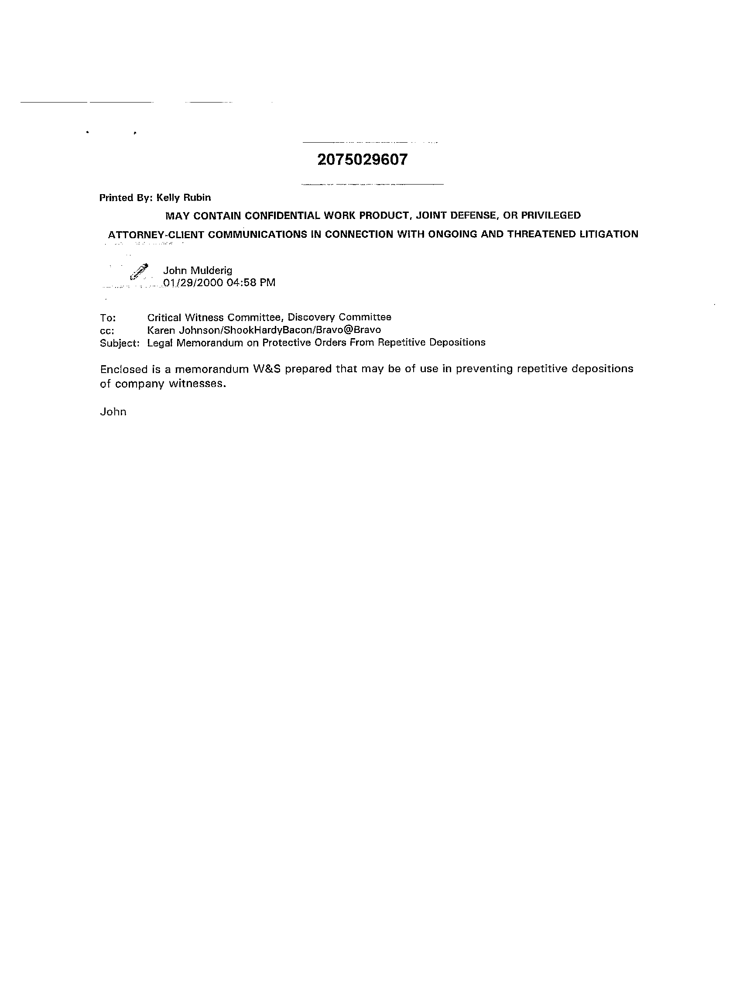 2075029607
Printed By: Kelly Rubin
MAY CONTAIN CONFIDENTIAL WORK PRODUCT, JOINT DEFENSE, OR PRIVILEGED
ATTORNEY-CLIENT COMMUNICATIONS IN CONNECTION WITH ONGOING AND THREATENED LITIGATION
John Mulderig
01/29/2000 04:58 PM
To: Critical Witness Committee, Discovery Committee
cc: Karen Johnson/ShookHardyBacon/Bravo@Bravo
Subject: Legal Memorandum on Protective Orders From Repetitive Depositions
Enclosed is a memorandum W&S prepared that may be of use in preventing repetitive depositions
of company witnesses.
John